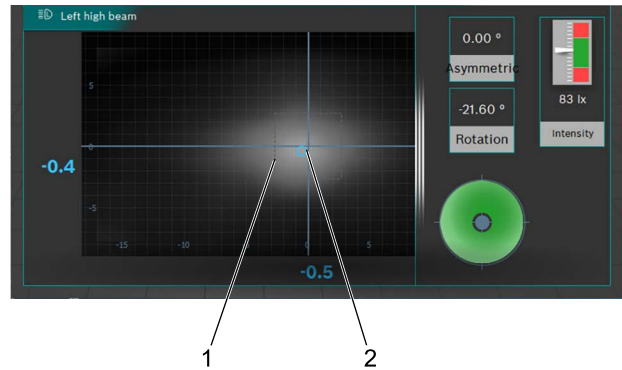 Left high beam
0.00 °
Asymmetric
-21.60 °
Rotation
83 lx
Intensity
5
0
-5
-0.4
-15
-10
0
5
-0.5
1
2